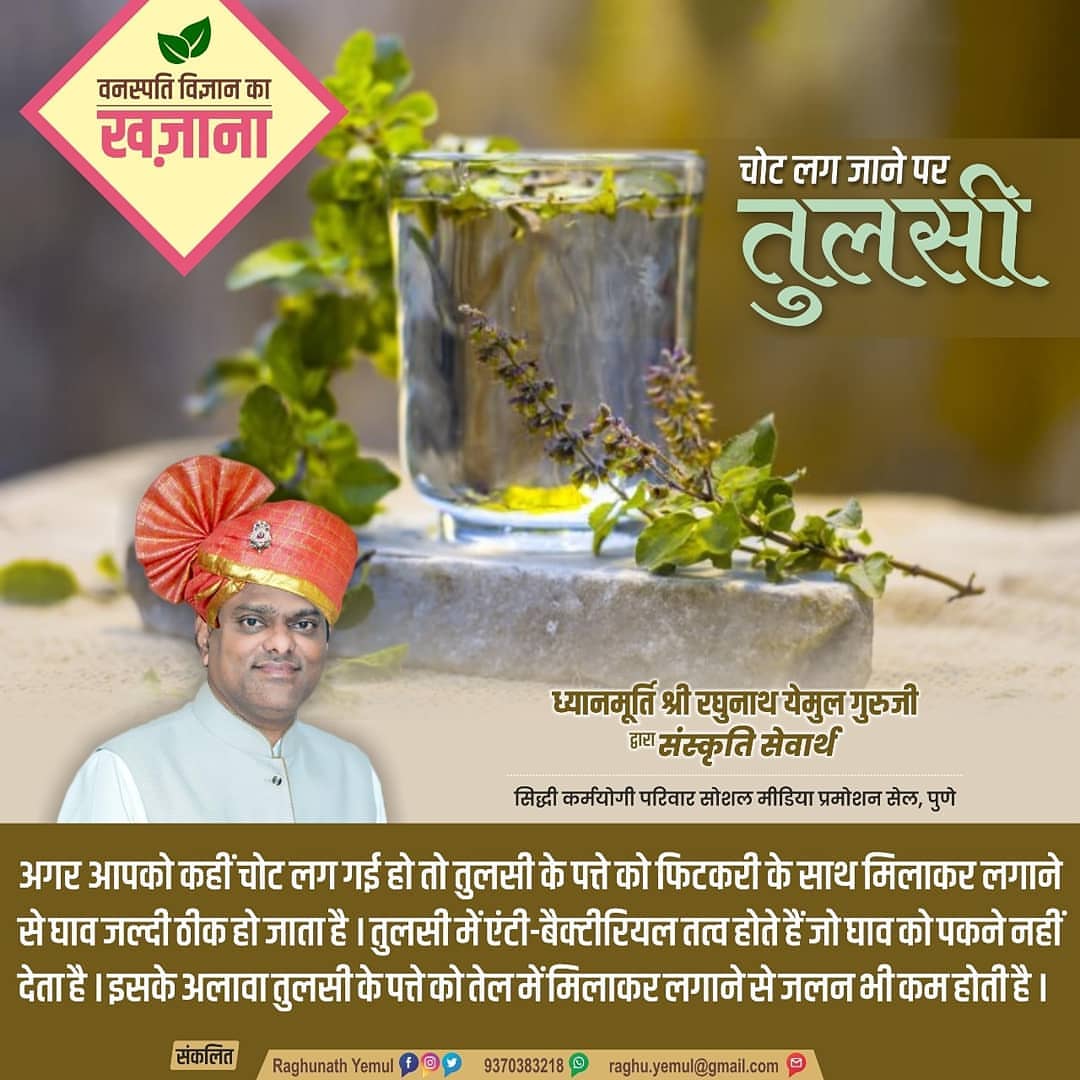 वनस्पति विज्ञान का
खज़ाना
चोट लग जाने पर
तुलसी
ध्यानमूर्ति श्री रघुनाथ येमुल गुरुजी
द्वारा संस्कृति सेवार्थ
सिद्धी कर्मयोगी परिवार सोशल मीडिया प्रमोशन सेल, पुणे
अगर आपको कहीं चोट लग गई हो तो तुलसी के पत्ते को फिटकरी के साथ मिलाकर लगाने
से घाव जल्दी ठीक हो जाता है । तुलसी में एंटी-बैक्टीरियल तत्व होते हैं जो घाव को पकने नहीं
देता है । इसके अलावा तुलसी के पत्ते को तेल में मिलाकर लगाने से जलन भी कम होती है ।
संकलित
Raghunath Yemul 9370383218 raghu.yemul@gmail.com